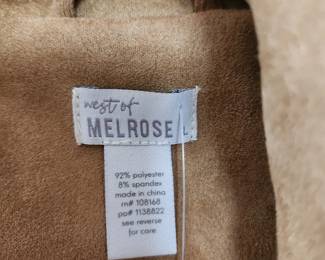 west of
MELROSE L
92% polyester
8% spandex
made in china
rn# 108168
po# 1138822
see reverse
for care